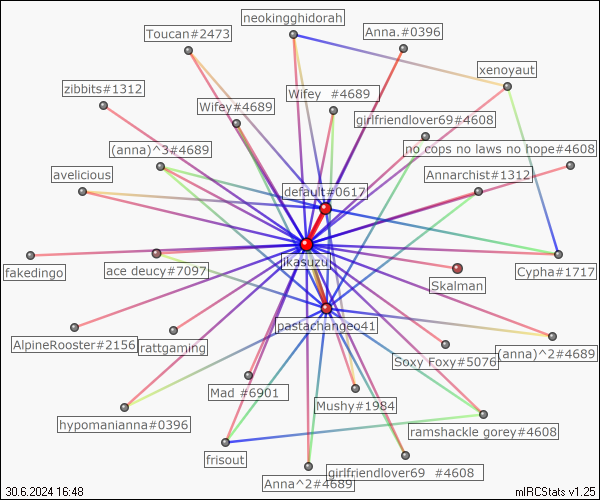 neokingghidorah
Toucan#2473
Anna.#0396
xenoyaut
zibbits#1312
Wifey #4689
Wifey#4689
girlfriendlover69#4608
(anna)^3#4689
no cops no laws no hope#4608
avelicious
default#0617
Annarchist#1312
jikasuzu
fakedingo
ace deucy#7097
Cypha#1717
Skalman
pastachangeo41
AlpineRooster#2156
rattgaming
Soxy Foxy#5076
(anna)^2#4689
Mad #6901
Mushy#1984
hypomanianna#0396
ramshackle gorey#4608
frisout
girlfriendlover69 #4608
Anna^2#4689
30.6.2024 16:48
mIRCStats v1.25